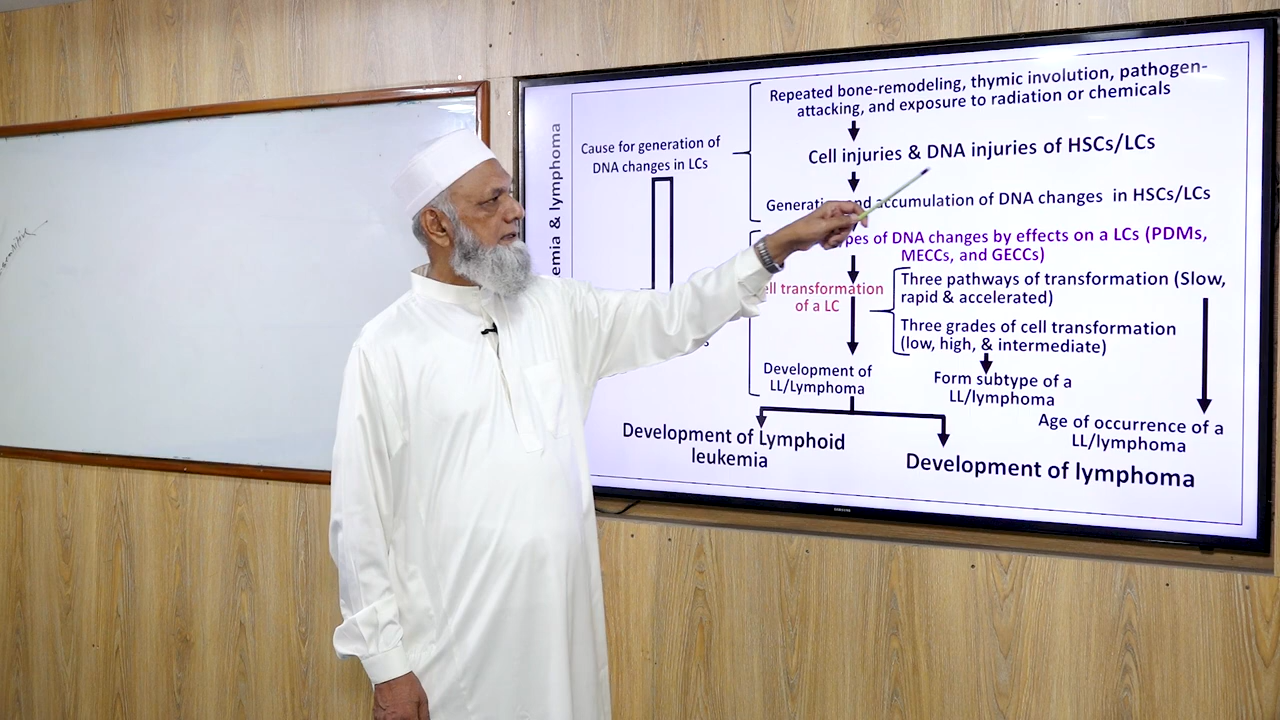 Repeated bone-remodeling, thymic involution, pathogen-
attacking, and exposure to radiation or chemicals
Cause for generation of
DNA changes in LCs
Cell injuries & DNA injuries of HSCs/LCs
accumulation of DNA changes in HSCs/LCs
of DNA changes by effects on a LCs (PDMs,
MECCs, and GECCs)
transformation
of a LC
Three pathways of transformation (Slow,
rapid & accelerated)
Three grades of cell transformation
(low, high, & intermediate)
Development of
LL/Lymphoma
Form subtype of a
LL/lymphoma
Age of occurrence of a
LL/lymphoma
Development of Lymphoid
leukemia
Development of lymphoma
& lymphoma
SAMSUNG